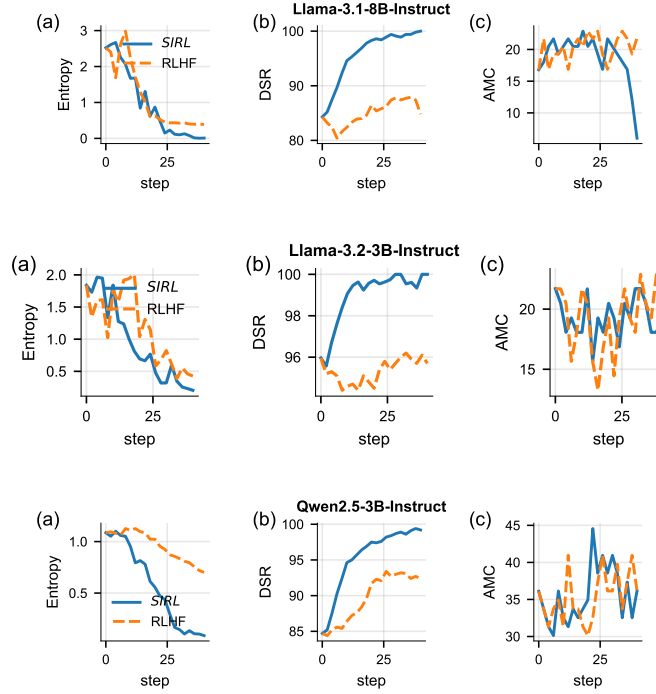 Llama-3.1-8B-Instruct
(a)
3
2
1
0
Entropy
SIRL
RLHF
0
25
step
(b)
100
90
80
DSR
0
25
step
(c)
20
10
AMC
0
25
step
Llama-3.2-3B-Instruct
(a)
2.0
1.5
1.0
0.5
Entropy
SIRL
RLHF
0
25
step
(b)
100
98
96
DSR
0
25
step
(c)
20
15
AMC
0
25
step
Qwen2.5-3B-Instruct
(a)
1.0
0.5
Entropy
SIRL
RLHF
0
25
step
(b)
100
95
90
85
DSR
0
25
step
(c)
45
40
35
30
AMC
0
25
step